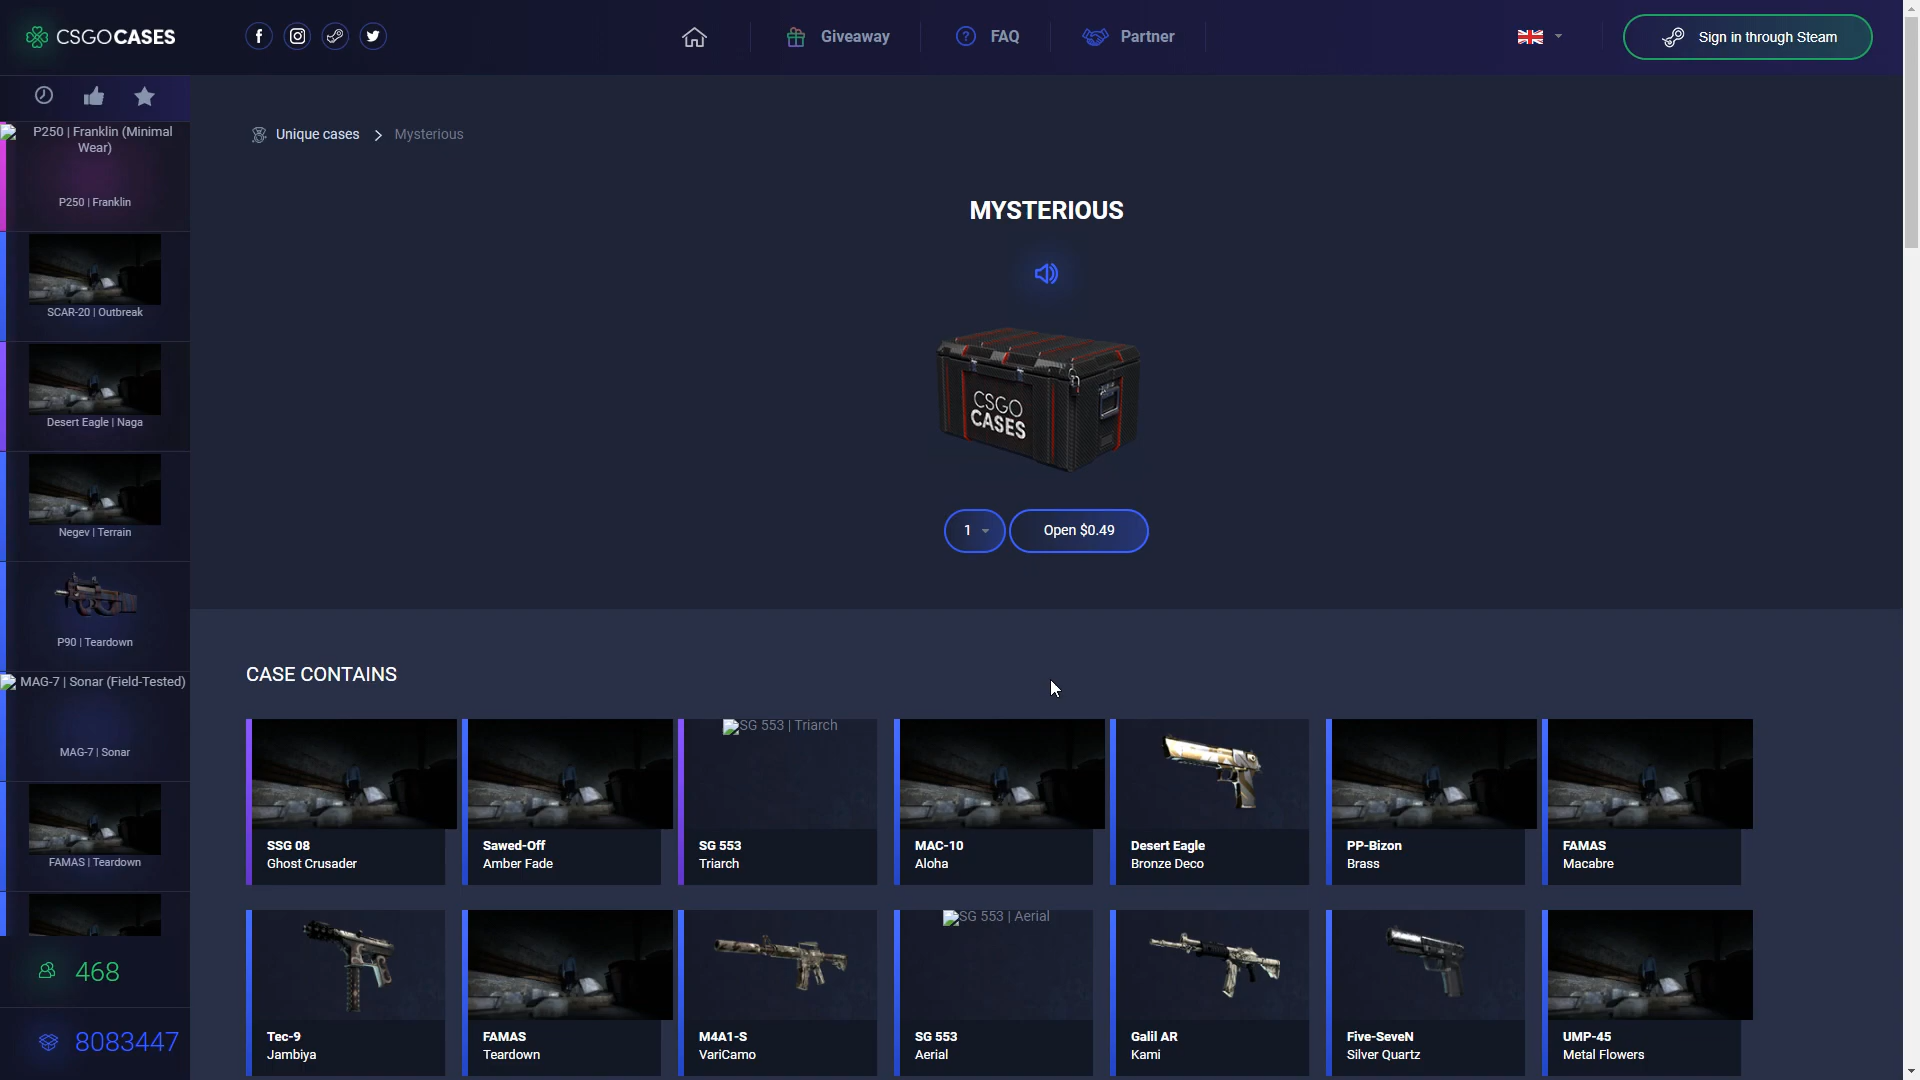 CSGOCASES
Giveaway
FAQ
Partner
Sign in through Steam
P250 | Franklin (Minimal
Wear)
P250 | Franklin
SCAR-20 | Outbreak
Desert Eagle | Naga
Negev | Terrain
P90 | Teardown
MAG-7 | Sonar (Field-Tested)
MAG-7 | Sonar
FAMAS | Teardown
468
8083447
Unique cases
Mysterious
MYSTERIOUS
CSGO
CASES
1
Open $0.49
CASE CONTAINS
SG 553 | Triarch
SSG 08
Ghost Crusader
Sawed-Off
Amber Fade
SG 553
Triarch
MAC-10
Aloha
Desert Eagle
Bronze Deco
PP-Bizon
Brass
FAMAS
Macabre
SG 553 | Aerial
Tec-9
Jambiya
FAMAS
Teardown
M4A1-S
VariCamo
SG 553
Aerial
Galil AR
Kami
Five-SeveN
Silver Quartz
UMP-45
Metal Flowers